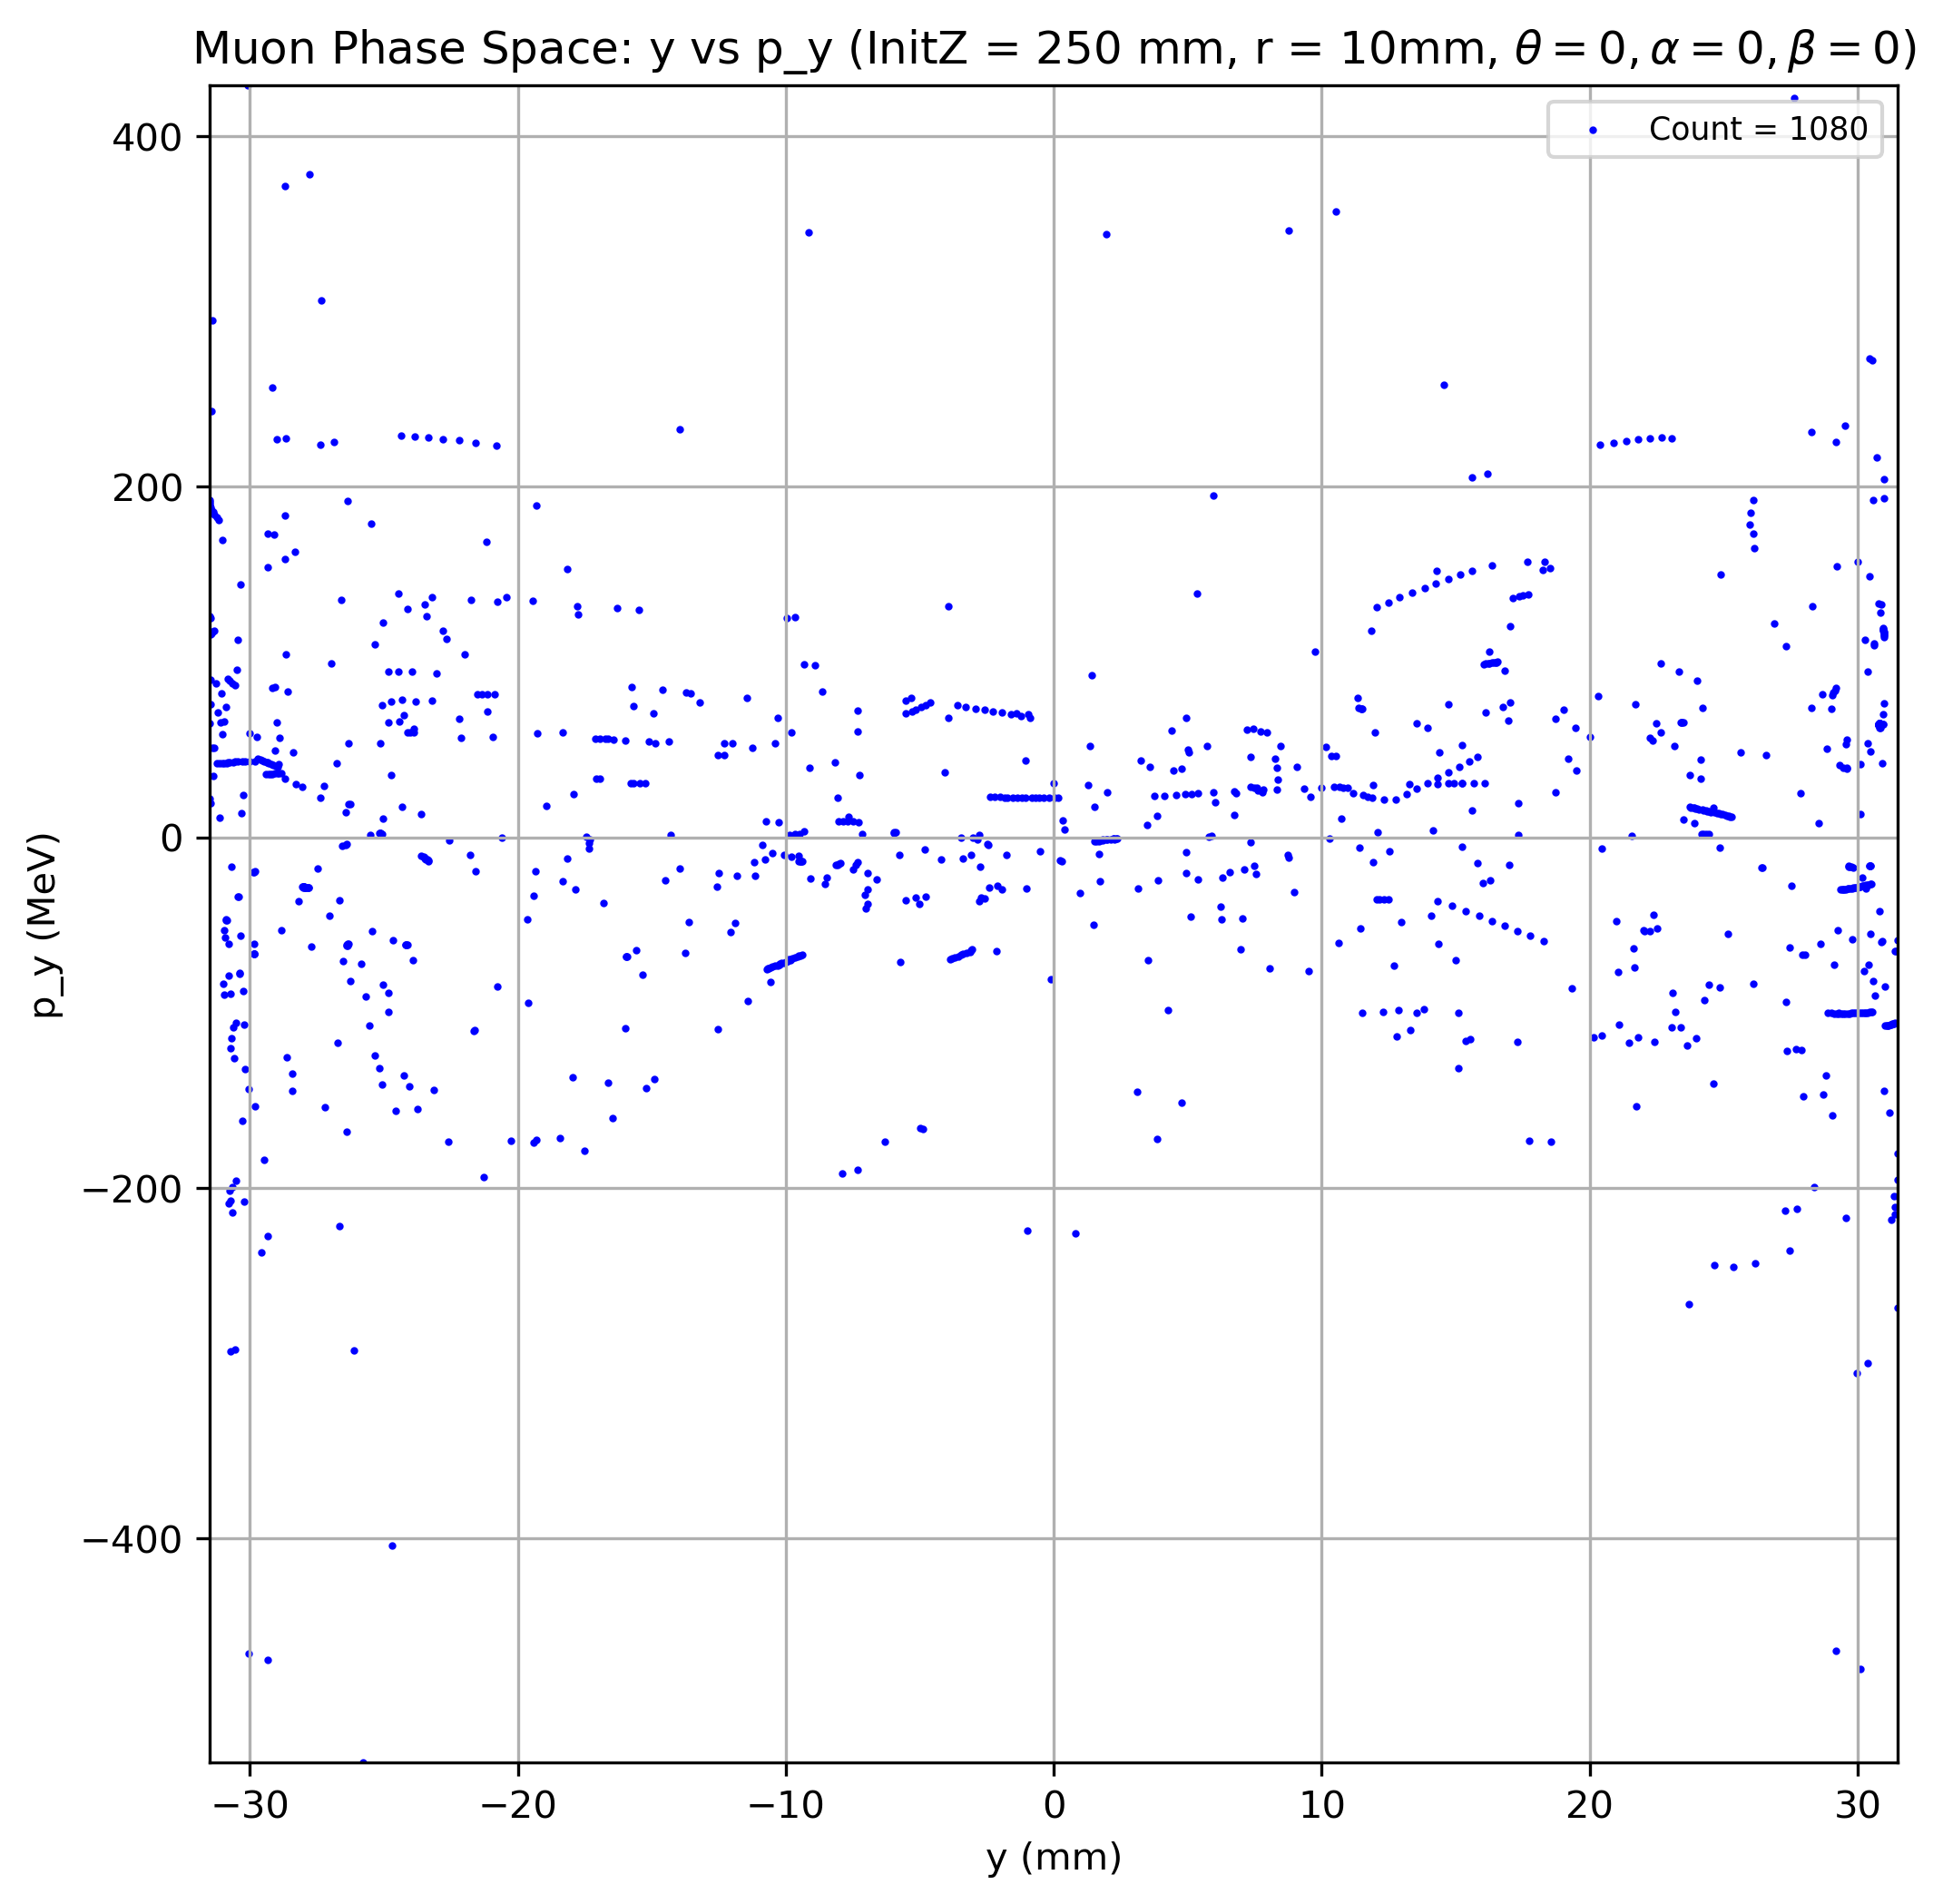 Muon Phase Space: y vs p_y (InitZ = 250 mm, r = 10mm, θ = 0, α = 0, β = 0)
Count = 1080
400
200
0
−200
−400
p_y (MeV)
−30 −20 −10 0 10 20 30
y (mm)